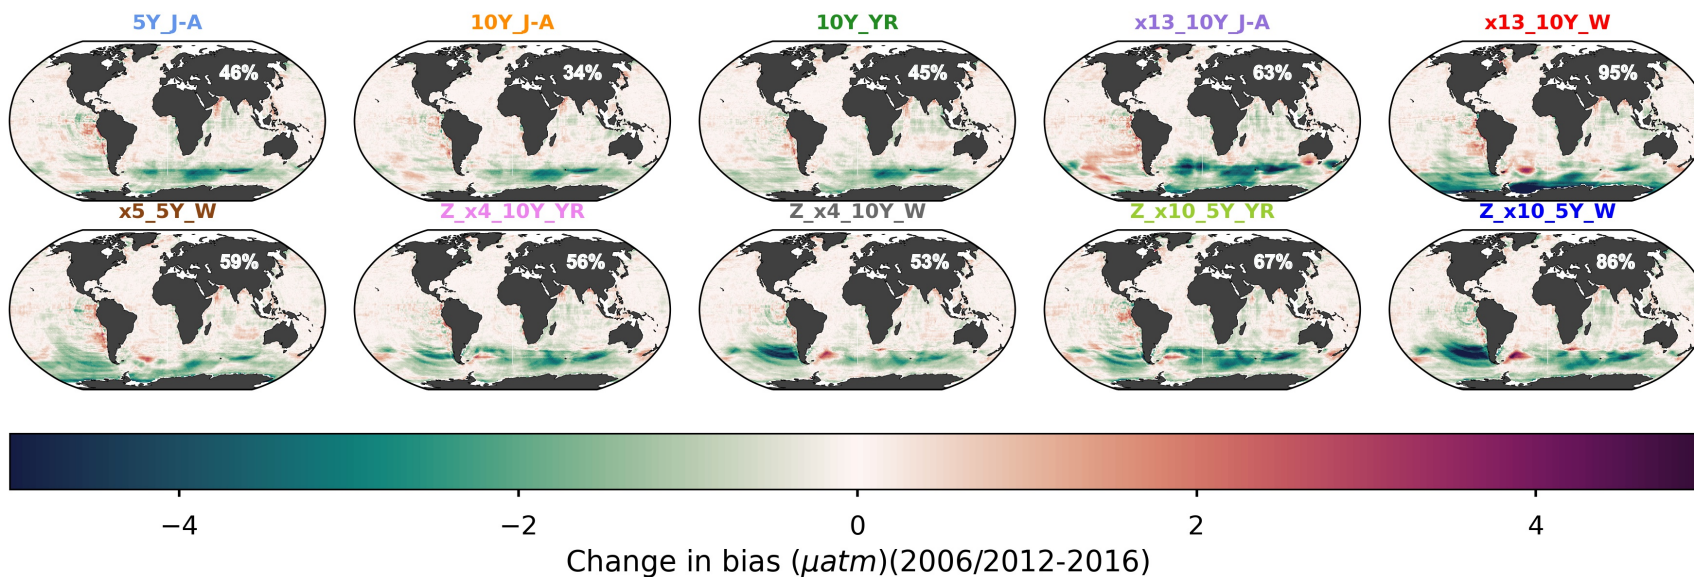 5Y_J-A 10Y_J-A 10Y_YR x13_10Y_J-A x13_10Y_W
46% 34% 45% 63% 95%
x5_5Y_W Z_x4_10Y_YR Z_x4_10Y_W Z_x10_5Y_YR Z_x10_5Y_W
59% 56% 53% 67% 86%
−4 −2 0 2 4
Change in bias (μatm)(2006/2012-2016)